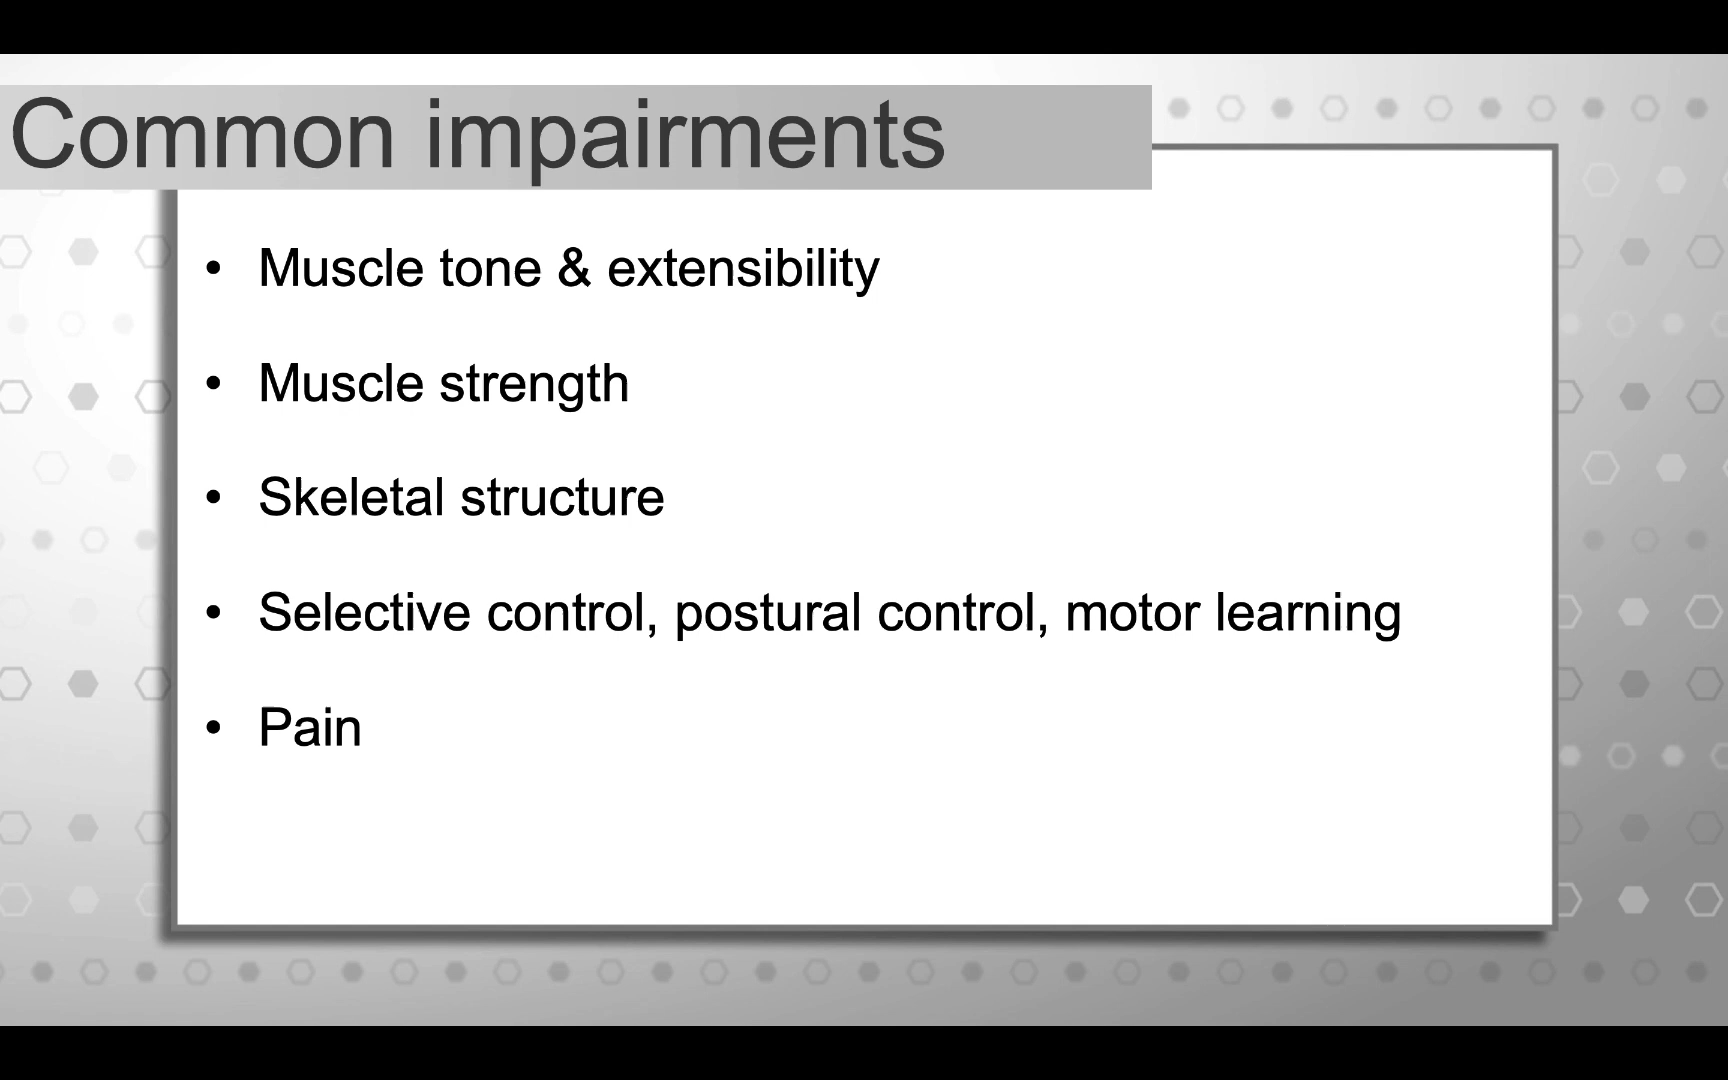 Common impairments
• Muscle tone & extensibility
• Muscle strength
• Skeletal structure
• Selective control, postural control, motor learning
• Pain